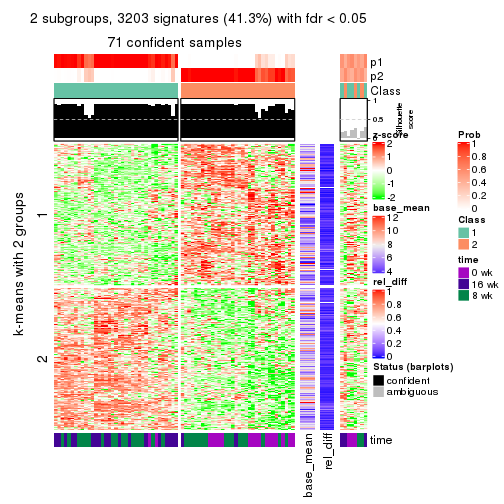 2 subgroups, 3203 signatures (41.3%) with fdr < 0.05
71 confident samples
p1
p2
Class
1
0.5
0
Silhouette
score
k-means with 2 groups
1
2
time
base_mean
rel_diff
z-score
2
1
0
-1
-2
base_mean
12
10
8
6
4
rel_diff
1
0.8
0.6
0.4
0.2
0
Status (barplots)
confident
ambiguous
Prob
1
0.8
0.6
0.4
0.2
0
Class
1
2
time
0 wk
16 wk
8 wk